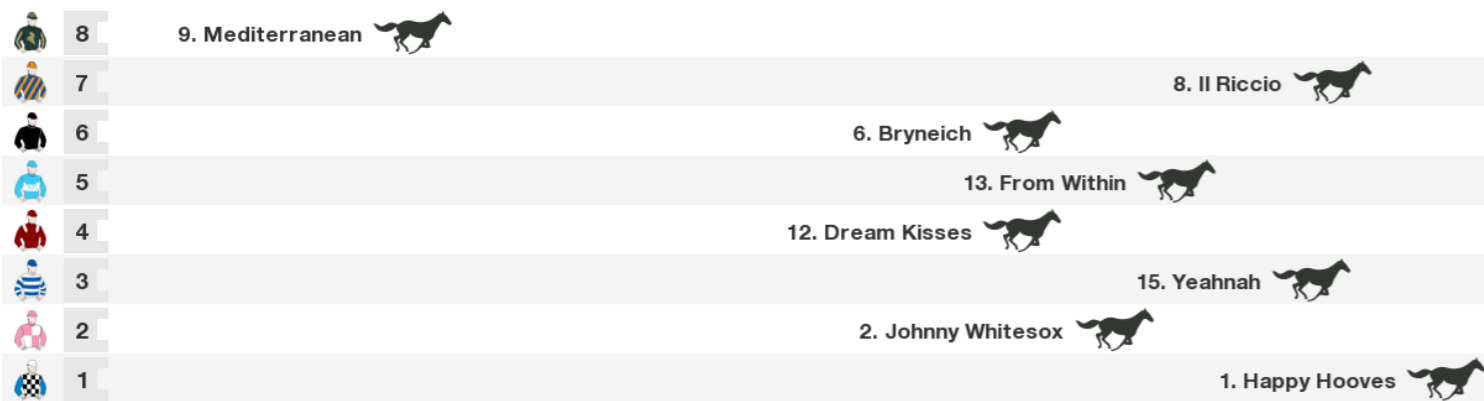 8 9. Mediterranean
7 8. Il Riccio
6 6. Bryneich
5 13. From Within
4 12. Dream Kisses
3 15. Yeahnah
2 2. Johnny Whitesox
1 1. Happy Hooves